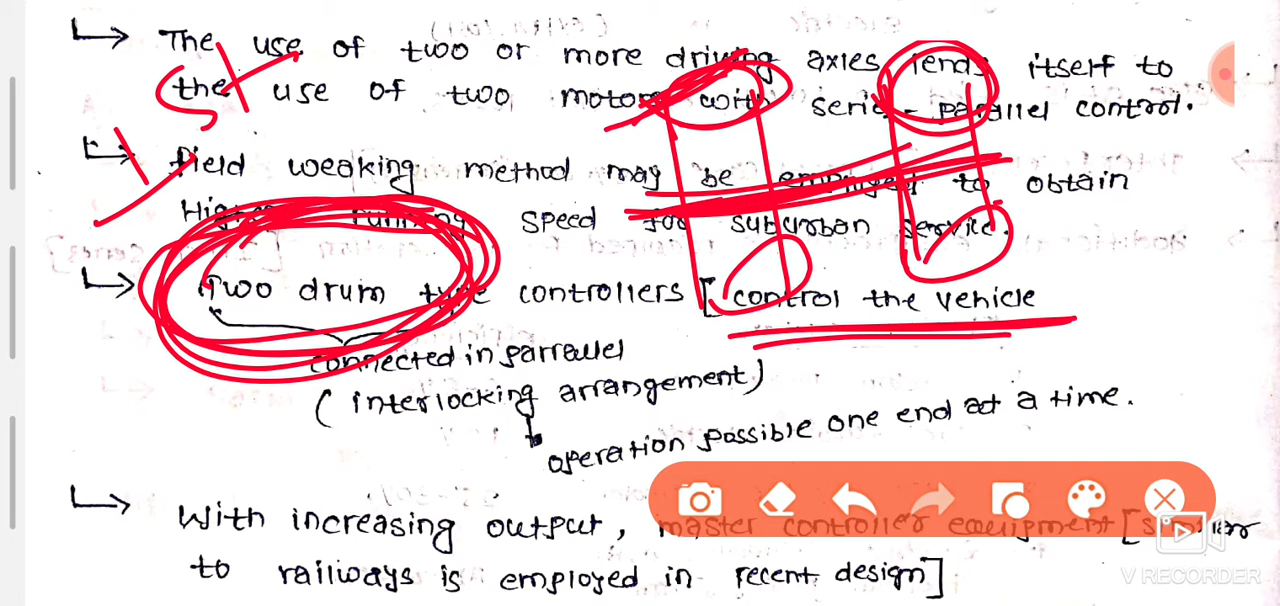 ↳ The use of two or more driving axles lends itself to
the use of two motors with series - parallel control.
↳ field weaking method may be employed to obtain
Higher running speed for suburban service.
↳ Two drum type controllers [control the vehicle
connected in parrallel
(interlocking arrangement)
operation possible one end at a time.
↳ With increasing output, master controller equipment [similar
to railways is employed in recent design]
V RECORDER